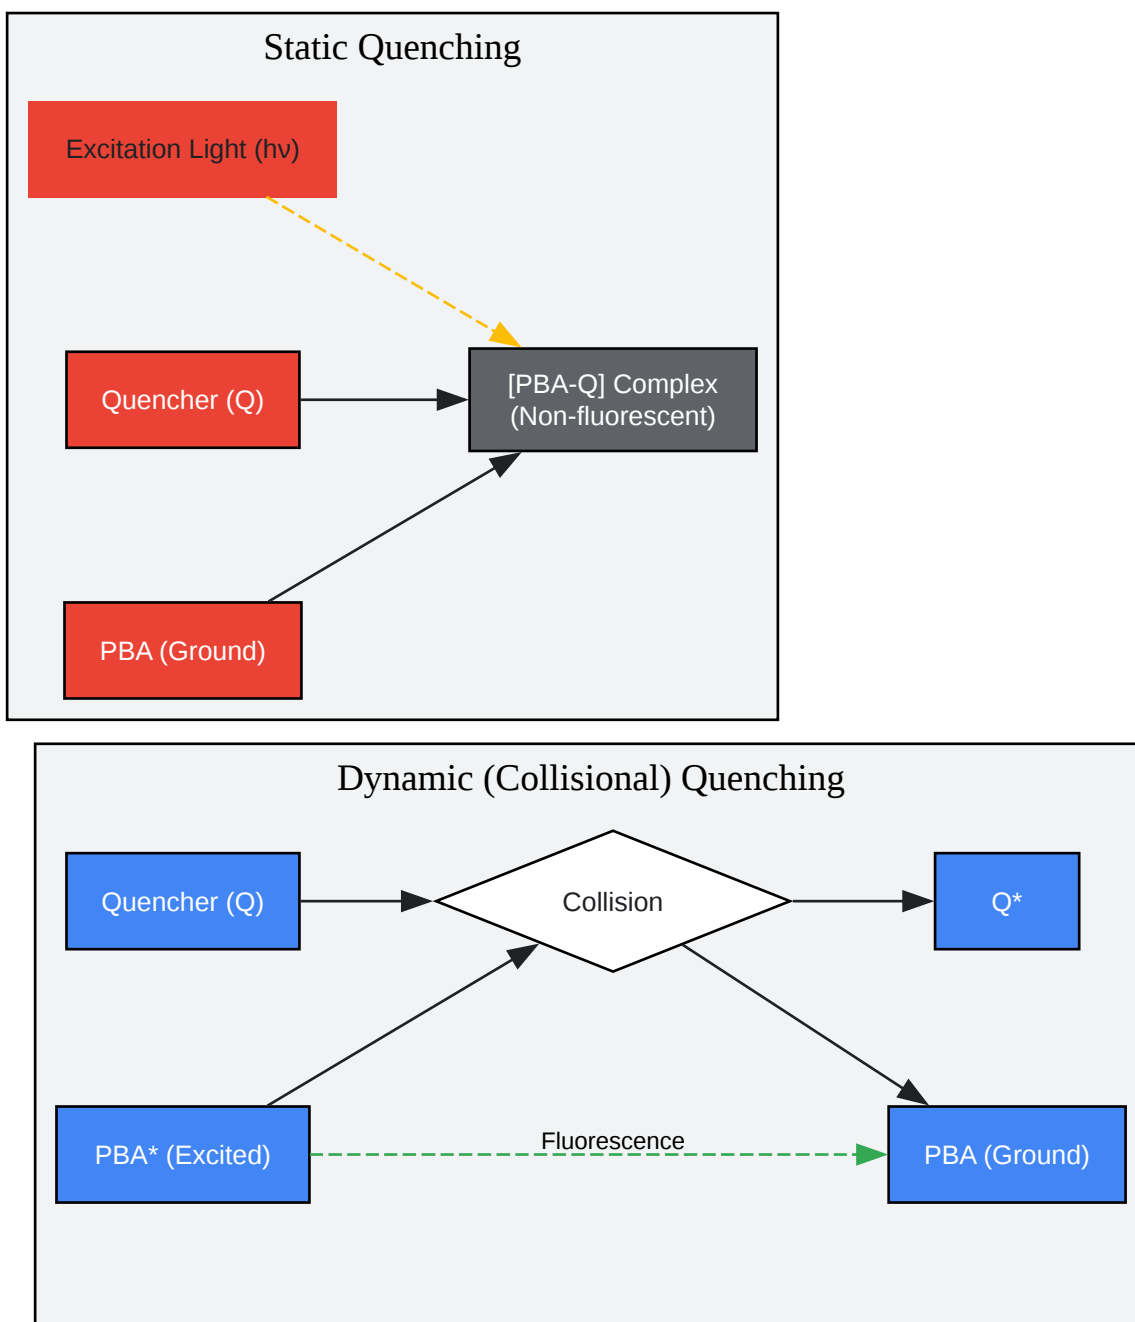 Static Quenching
Excitation Light (hν)
Quencher (Q)
[PBA-Q] Complex
(Non-fluorescent)
PBA (Ground)
Dynamic (Collisional) Quenching
Quencher (Q)
Collision
Q*
PBA* (Excited)
Fluorescence
PBA (Ground)